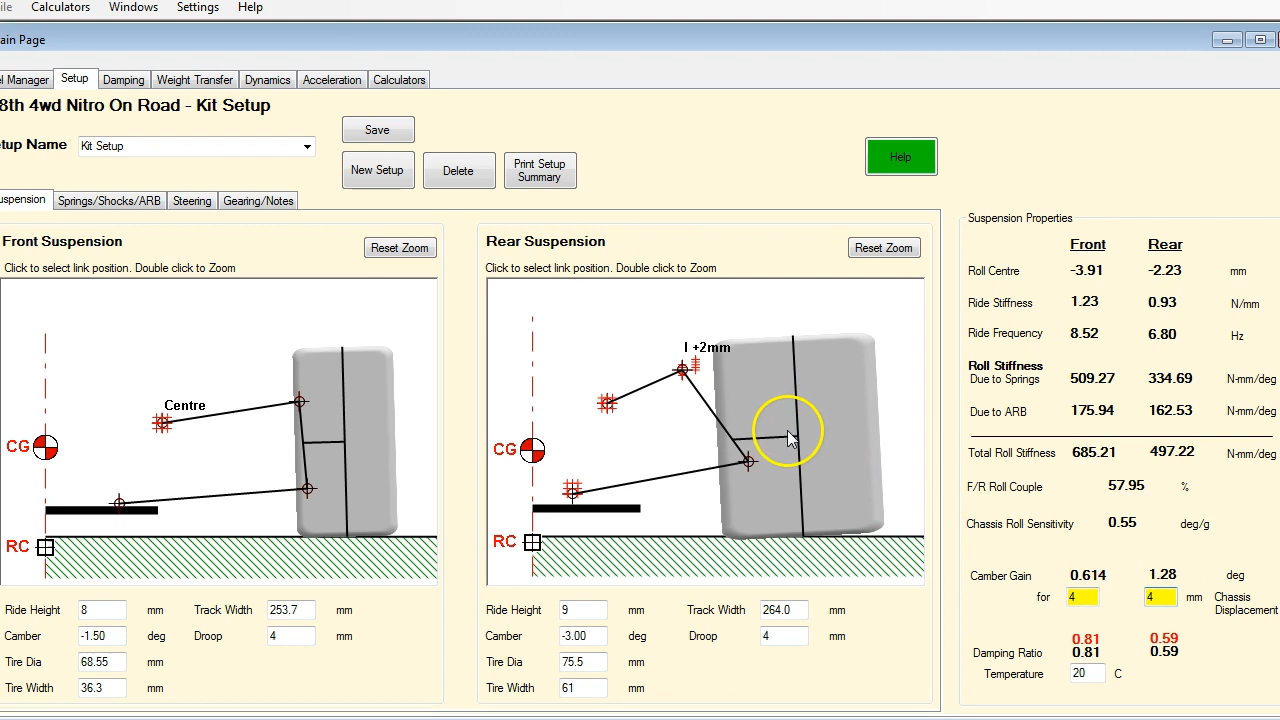 ile Calculators Windows Settings Help
ain Page
el Manager Setup Damping Weight Transfer Dynamics Acceleration Calculators
8th 4wd Nitro On Road - Kit Setup
etup Name Kit Setup
Save
New Setup Delete Print Setup Summary
Help
uspension Springs/Shocks/ARB Steering Gearing/Notes
Front Suspension Reset Zoom
Click to select link position. Double click to Zoom
Centre
CG
RC
Ride Height 8 mm Track Width 253.7 mm
Camber -1.50 deg Droop 4 mm
Tire Dia 68.55 mm
Tire Width 36.3 mm
Rear Suspension Reset Zoom
Click to select link position. Double click to Zoom
I +2mm
CG
RC
Ride Height 9 mm Track Width 264.0 mm
Camber -3.00 deg Droop 4 mm
Tire Dia 75.5 mm
Tire Width 61 mm
Suspension Properties
Front Rear
Roll Centre -3.91 -2.23 mm
Ride Stiffness 1.23 0.93 N/mm
Ride Frequency 8.52 6.80 Hz
Roll Stiffness
Due to Springs 509.27 334.69 N-mm/deg
Due to ARB 175.94 162.53 N-mm/deg
Total Roll Stiffness 685.21 497.22 N-mm/deg
F/R Roll Couple 57.95 %
Chassis Roll Sensitivity 0.55 deg/g
Camber Gain 0.614 1.28 deg
for 4 4 mm Chassis
Displacement
0.81 0.59
Damping Ratio 0.81 0.59
Temperature 20 C